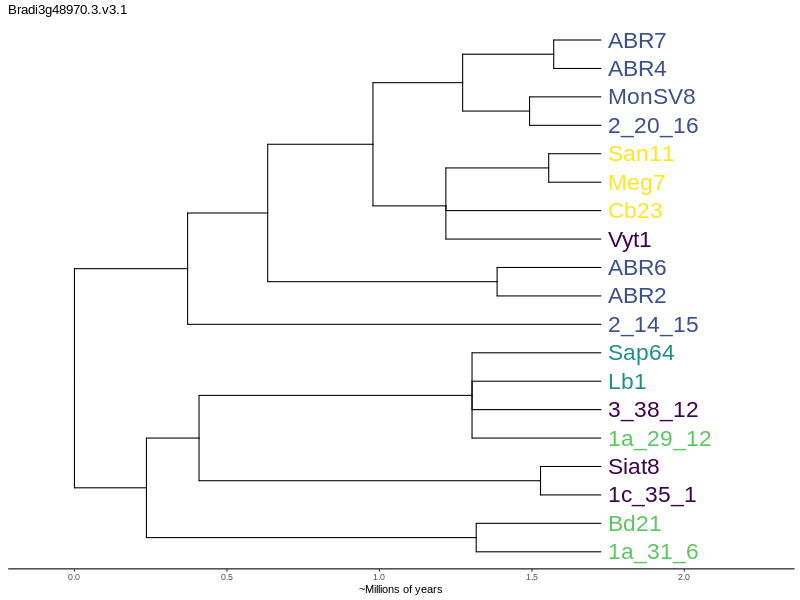 Bradi3g48970.3.v3.1
ABR7
ABR4
MonSV8
2_20_16
San11
Meg7
Cb23
Vyt1
ABR6
ABR2
2_14_15
Sap64
Lb1
3_38_12
1a_29_12
Siat8
1c_35_1
Bd21
1a_31_6
0.0 0.5 1.0 1.5 2.0
~Millions of years